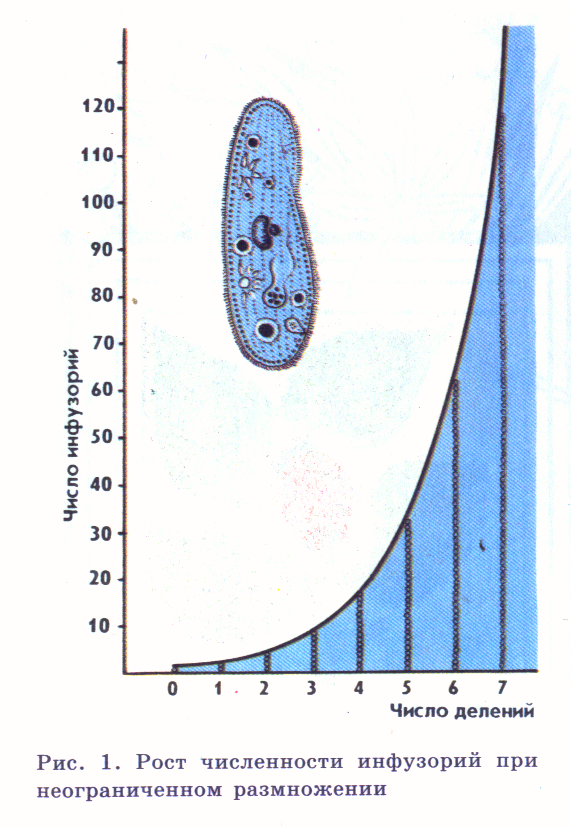 120
110
100
90
80
70
60
50
40
30
20
10
Число инфузорий
0 1 2 3 4 5 6 7
Число делений
Рис. 1. Рост численности инфузорий при
неограниченном размножении